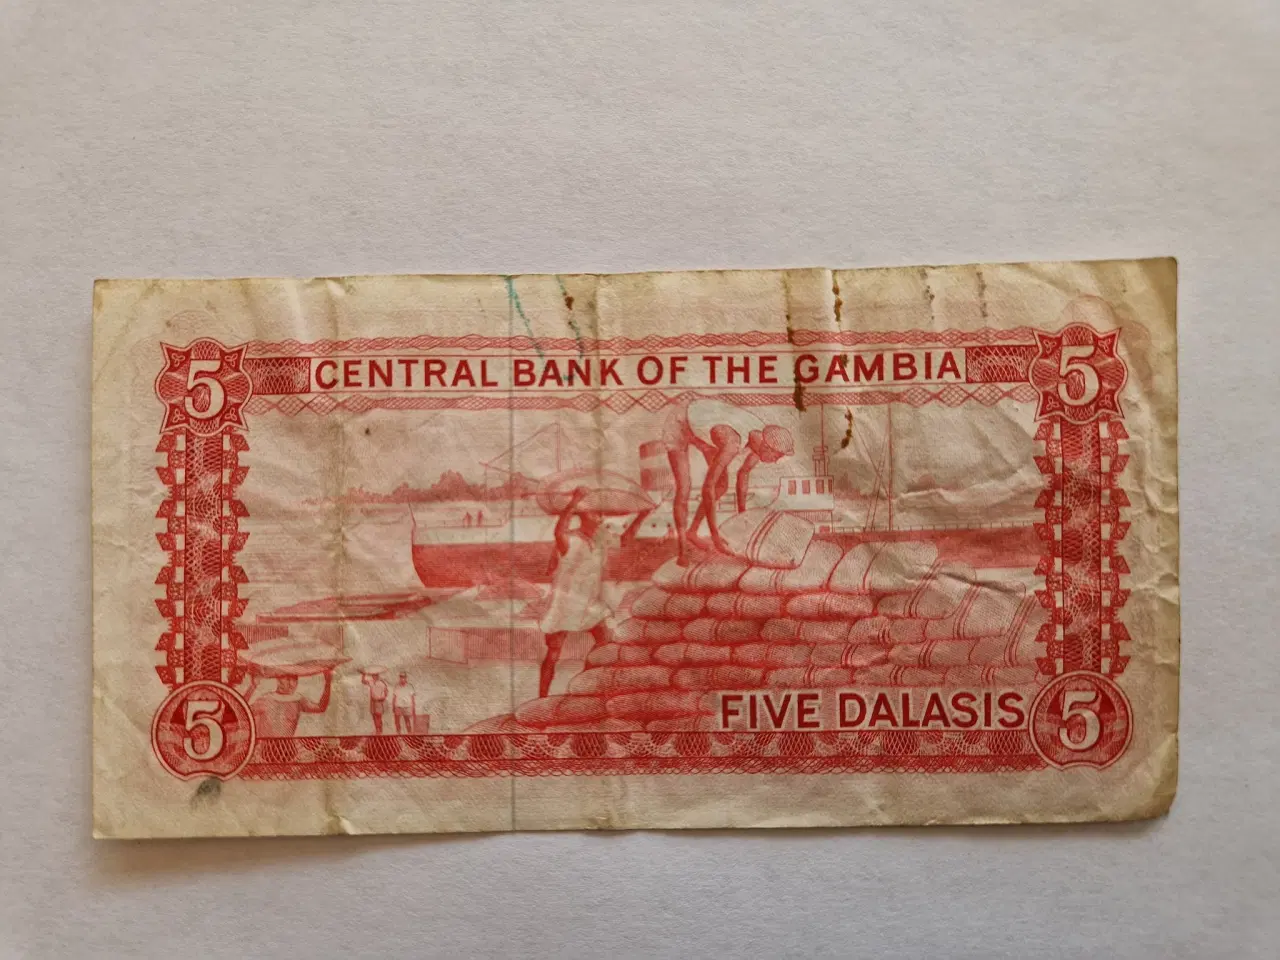 5 CENTRAL BANK OF THE GAMBIA 5
FIVE DALASIS
5 5